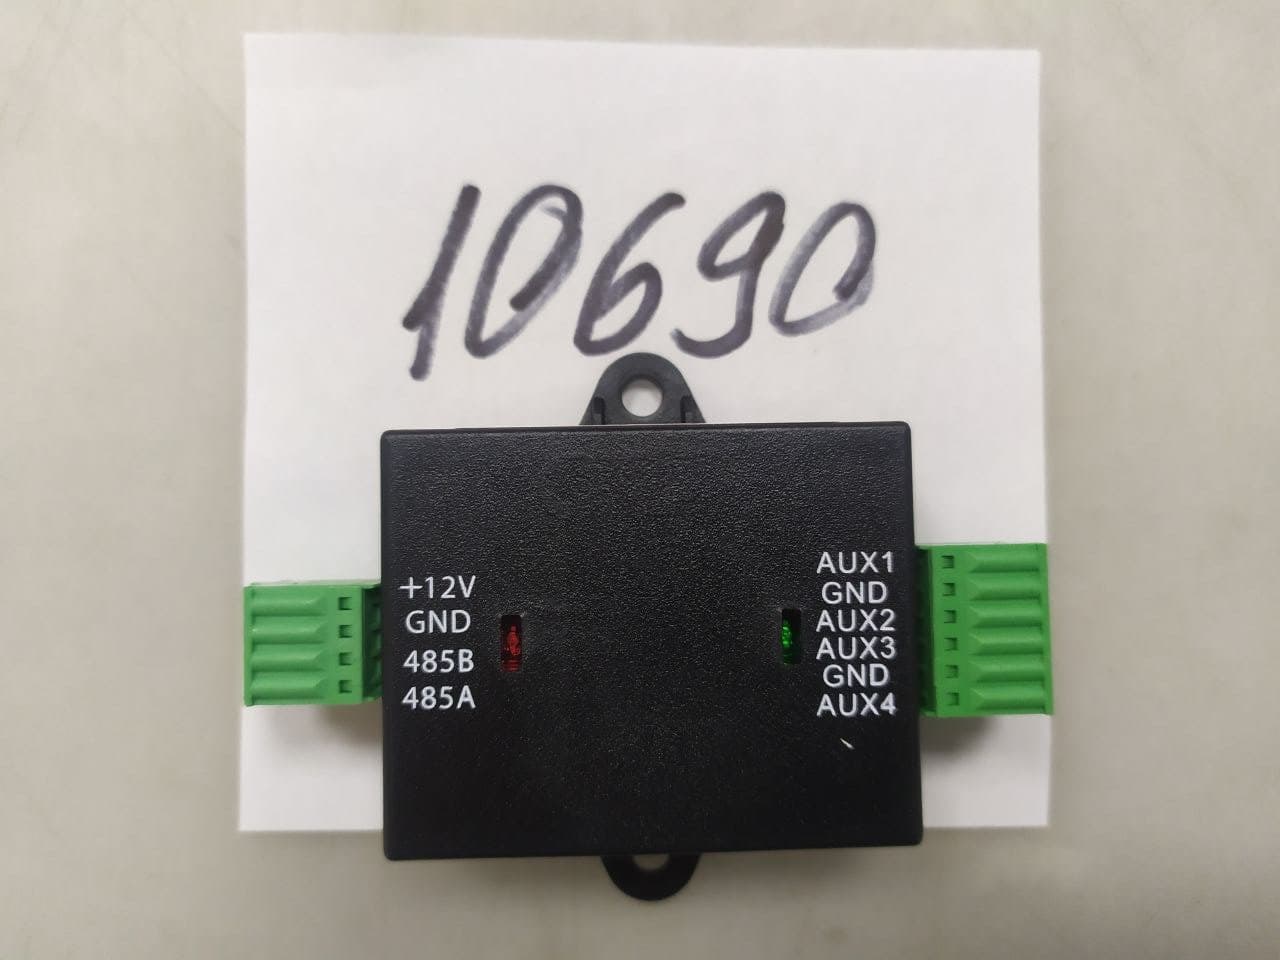 10690
+12V
GND
485B
485A
AUX1
GND
AUX2
AUX3
GND
AUX4